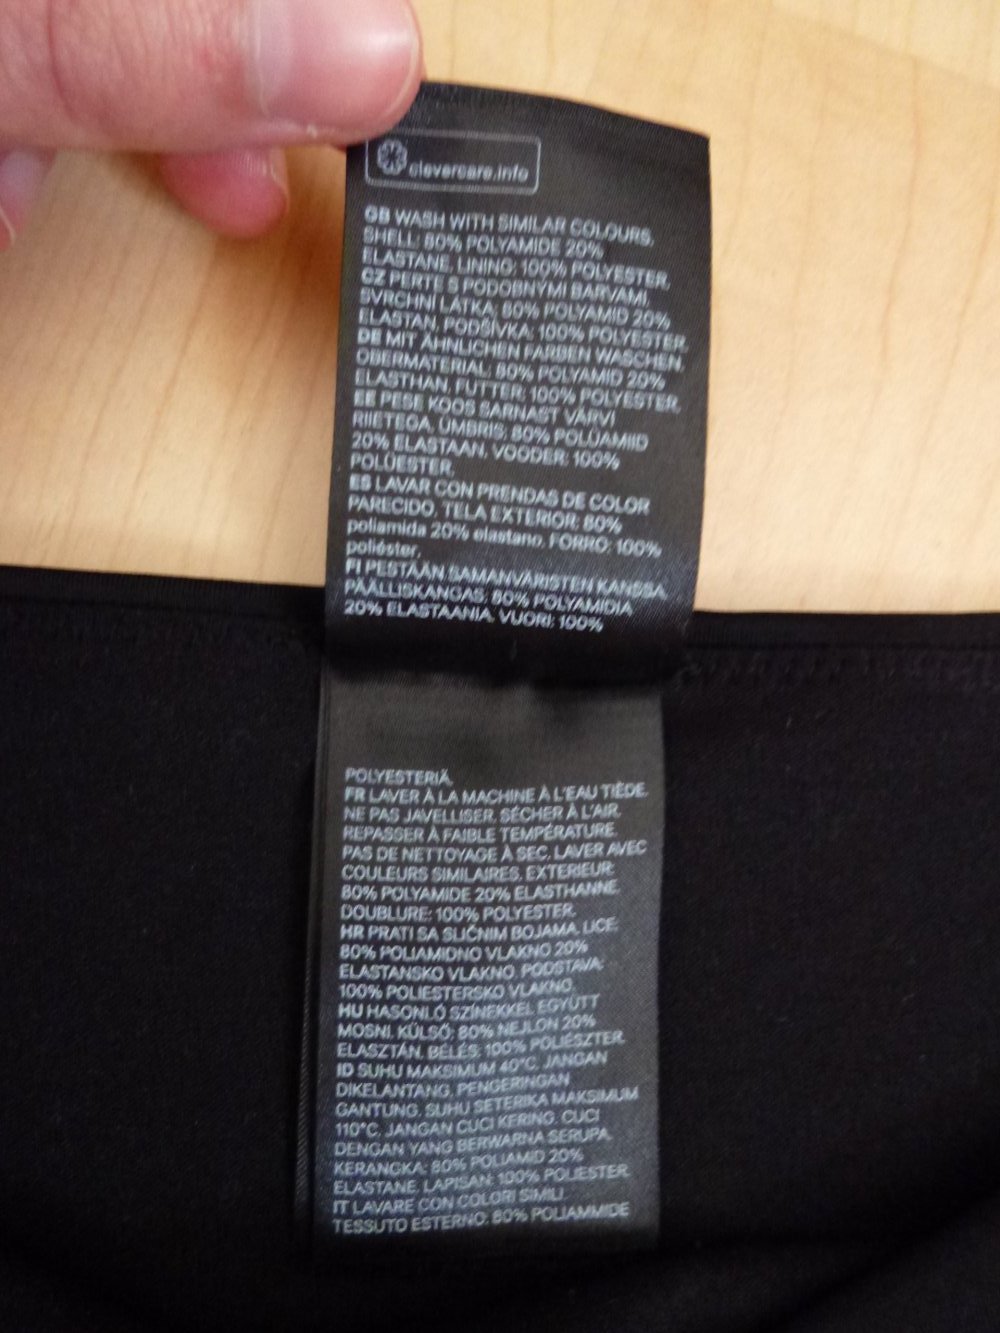 clevercare.info
GB WASH WITH SIMILAR COLOURS,
SHELL: 80% POLYAMIDE 20%
ELASTANE, LINING: 100% POLYESTER,
CZ PERTE S PODOBNÝMI BARVAMI,
SVRCHNÍ LÁTKA: 80% POLYAMID 20%
ELASTAN, PODŠÍVKA: 100% POLYESTER,
DE MIT ÄHNLICHEN FARBEN WASCHEN
OBERMATERIAL: 80% POLYAMID 20%
ELASTHAN, FUTTER: 100% POLYESTER,
EE PESE KOOS SARNAST VÄRVI
RIIETEGA, ÜMBRIS: 80% POLÜAMIID
20% ELASTAAN, VOODER: 100%
POLÜESTER,
ES LAVAR CON PRENDAS DE COLOR
PARECIDO, TELA EXTERIOR: 80%
poliamida 20% elastano, FORRO: 100%
poliéster,
FI PESTÄÄN SAMANVÄRISTEN KANSSA,
PÄÄLLISKANGAS: 80% POLYAMIDIA
20% ELASTAANIA, VUORI: 100%
POLYESTERIÄ,
FR LAVER À LA MACHINE À L'EAU TIÈDE,
NE PAS JAVELLISER, SÉCHER À L'AIR,
REPASSER À FAIBLE TEMPÉRATURE,
PAS DE NETTOYAGE À SEC, LAVER AVEC
COULEURS SIMILAIRES, EXTÉRIEUR:
80% POLYAMIDE 20% ELASTHANNE,
DOUBLURE: 100% POLYESTER,
HR PRATI SA SLIČNIM BOJAMA, LICE:
80% POLIAMIDNO VLAKNO 20%
ELASTANSKO VLAKNO, PODSTAVA:
100% POLIESTERSKO VLAKNO,
HU HASONLÓ SZÍNEKKEL EGYÜTT
MOSNI, KÜLSŐ: 80% NEJLON 20%
ELASZTÁN, BÉLÉS: 100% POLIÉSZTER,
ID SUHU MAKSIMUM 40°C, JANGAN
DIKELANTANG, PENGERINGAN
GANTUNG, SUHU SETERIKA MAKSIMUM
110°C, JANGAN CUCI KERING, CUCI
DENGAN YANG BERWARNA SERUPA,
KERANGKA: 80% POLIAMID 20%
ELASTANE, LAPISAN: 100% POLIESTER,
IT LAVARE CON COLORI SIMILI,
TESSUTO ESTERNO: 80% POLIAMMIDE